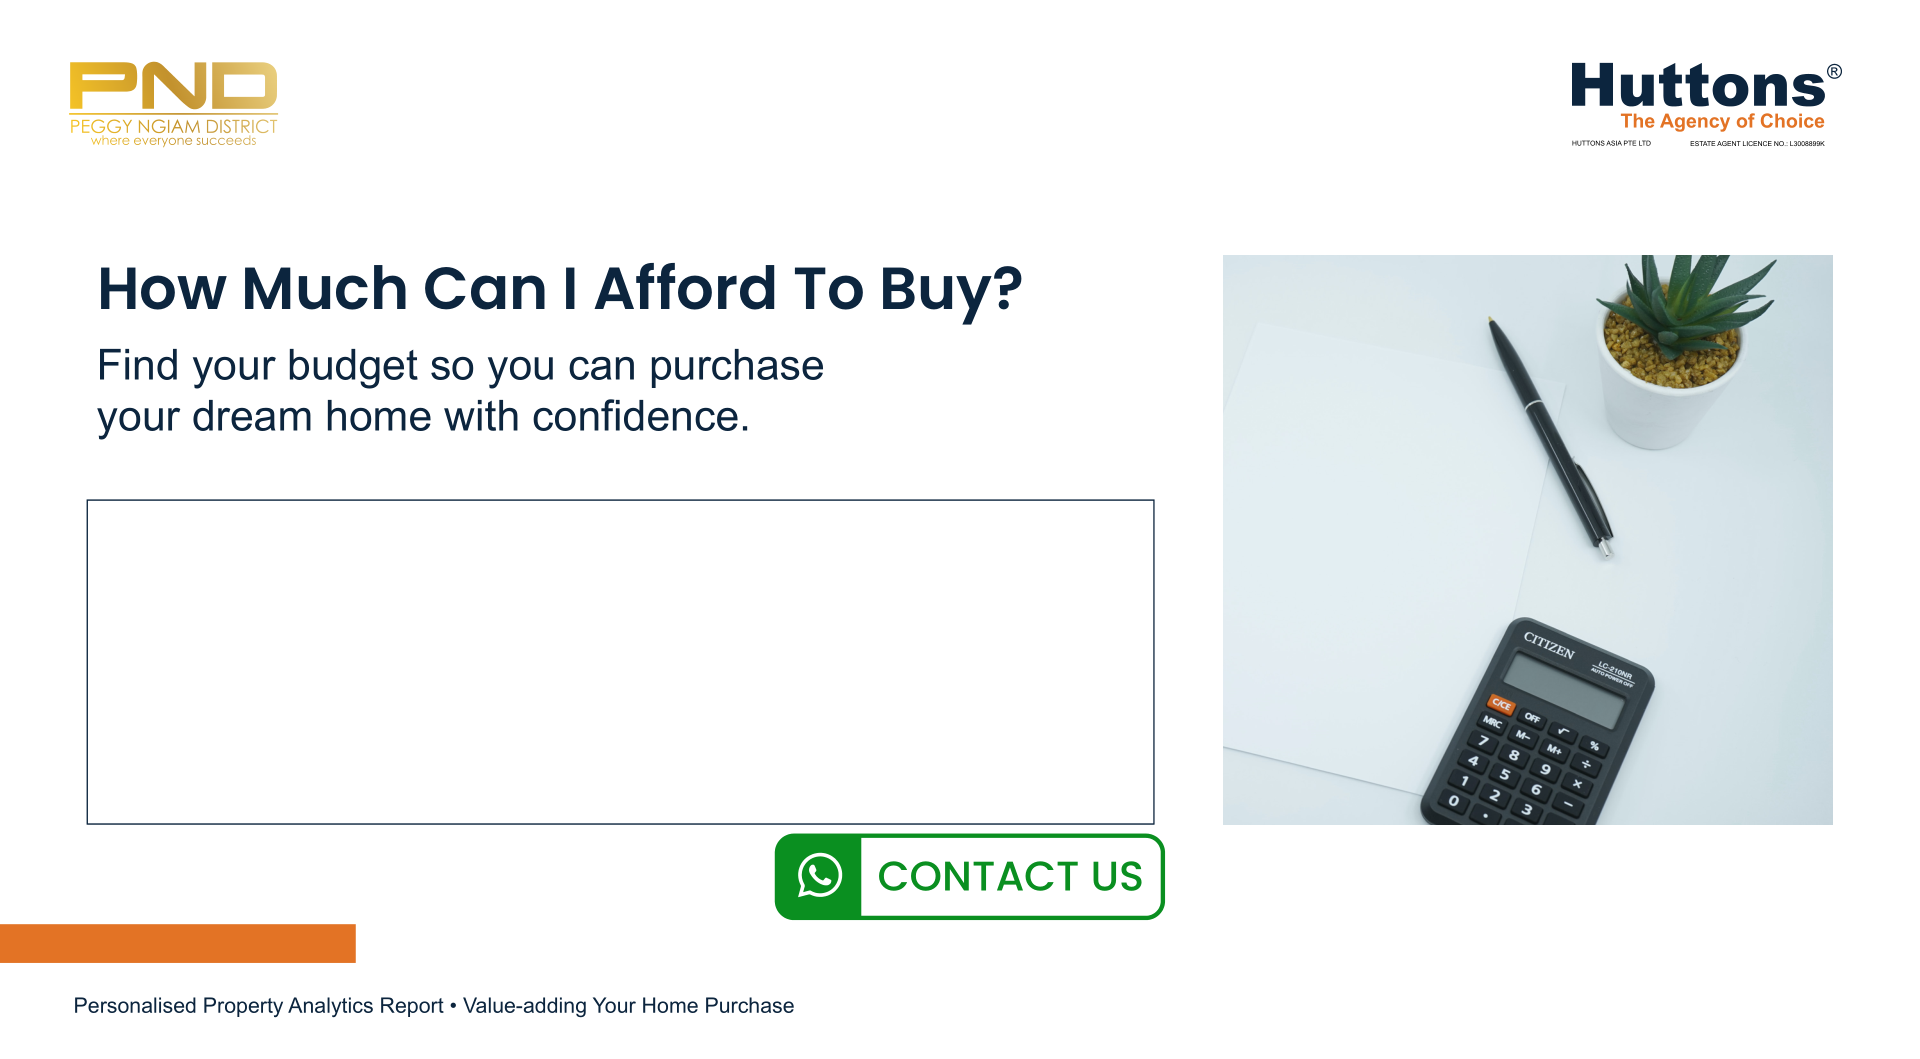 PND
PEGGY NGIAM DISTRICT
where everyone succeeds
Huttons®
The Agency of Choice
HUTTONS ASIA PTE LTD ESTATE AGENT LICENCE NO.: L3008899K
How Much Can I Afford To Buy?
Find your budget so you can purchase
your dream home with confidence.
CITIZEN
LC-210NR
AUTO POWER OFF
C/CE OFF √ %
MRC M− M+ ÷
7 8 9 ×
4 5 6 −
1 2 3
0 .
CONTACT US
Personalised Property Analytics Report • Value-adding Your Home Purchase